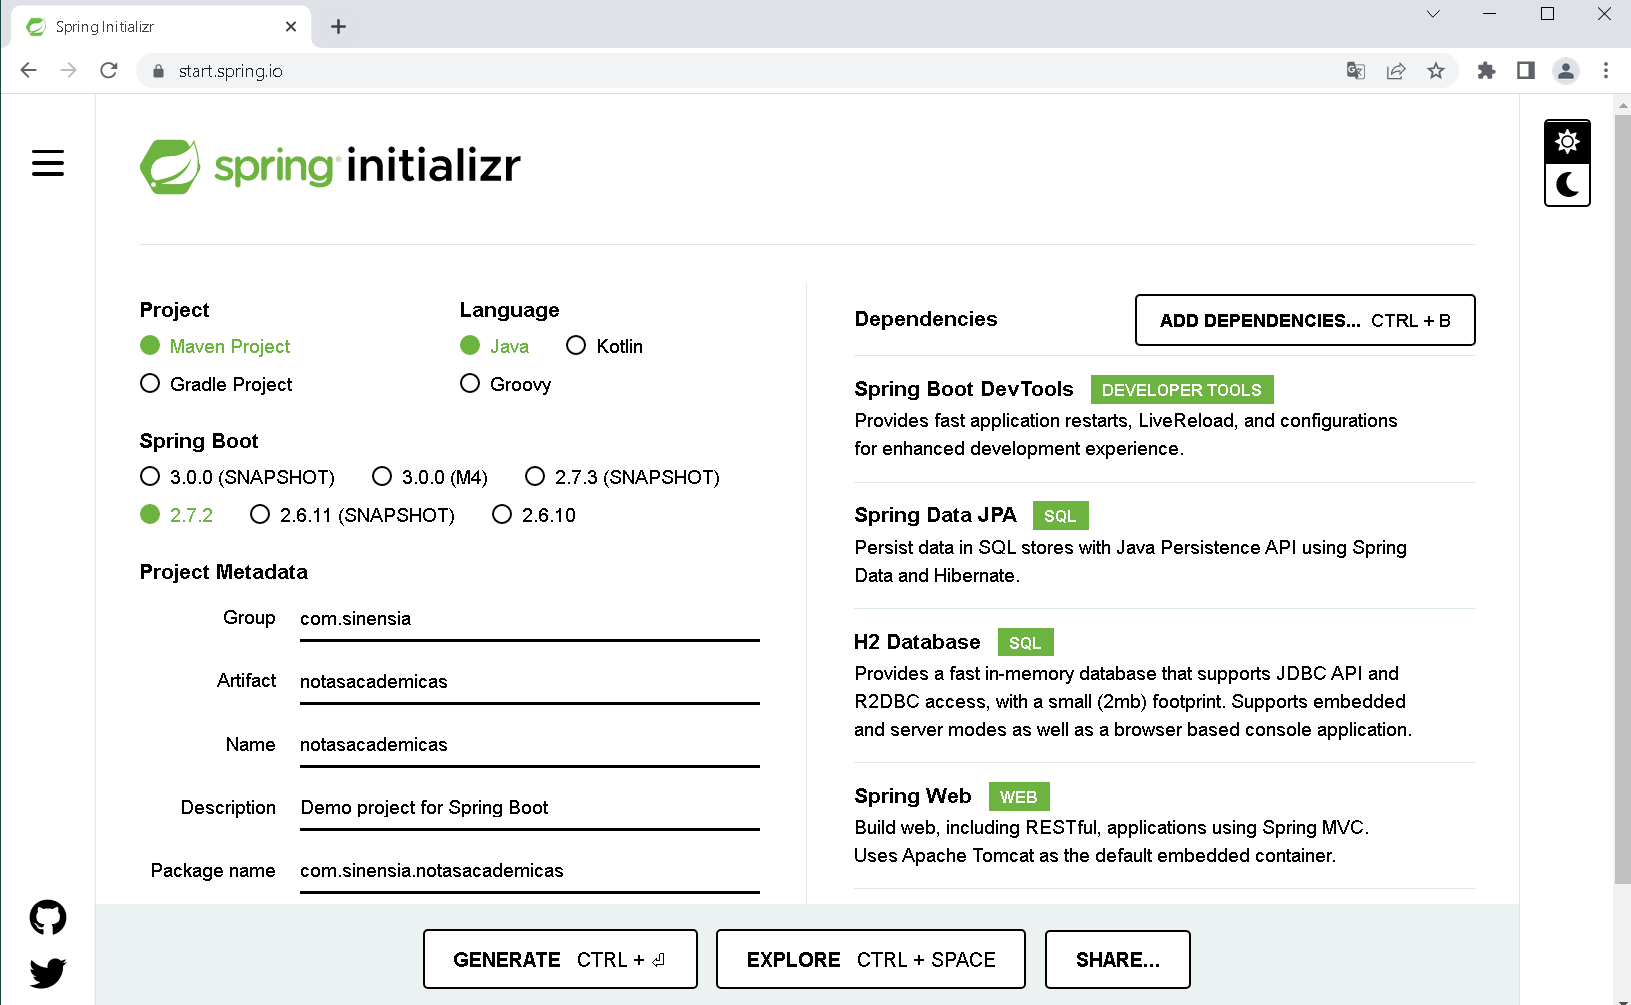 Spring Initializr
start.spring.io
spring® initializr
Project
Language
Maven Project
Java
Kotlin
Gradle Project
Groovy
Spring Boot
3.0.0 (SNAPSHOT)
3.0.0 (M4)
2.7.3 (SNAPSHOT)
2.7.2
2.6.11 (SNAPSHOT)
2.6.10
Project Metadata
Group
com.sinensia
Artifact
notasacademicas
Name
notasacademicas
Description
Demo project for Spring Boot
Package name
com.sinensia.notasacademicas
Dependencies
ADD DEPENDENCIES... CTRL + B
Spring Boot DevTools
DEVELOPER TOOLS
Provides fast application restarts, LiveReload, and configurations
for enhanced development experience.
Spring Data JPA
SQL
Persist data in SQL stores with Java Persistence API using Spring
Data and Hibernate.
H2 Database
SQL
Provides a fast in-memory database that supports JDBC API and
R2DBC access, with a small (2mb) footprint. Supports embedded
and server modes as well as a browser based console application.
Spring Web
WEB
Build web, including RESTful, applications using Spring MVC.
Uses Apache Tomcat as the default embedded container.
GENERATE CTRL + ⏎
EXPLORE CTRL + SPACE
SHARE...